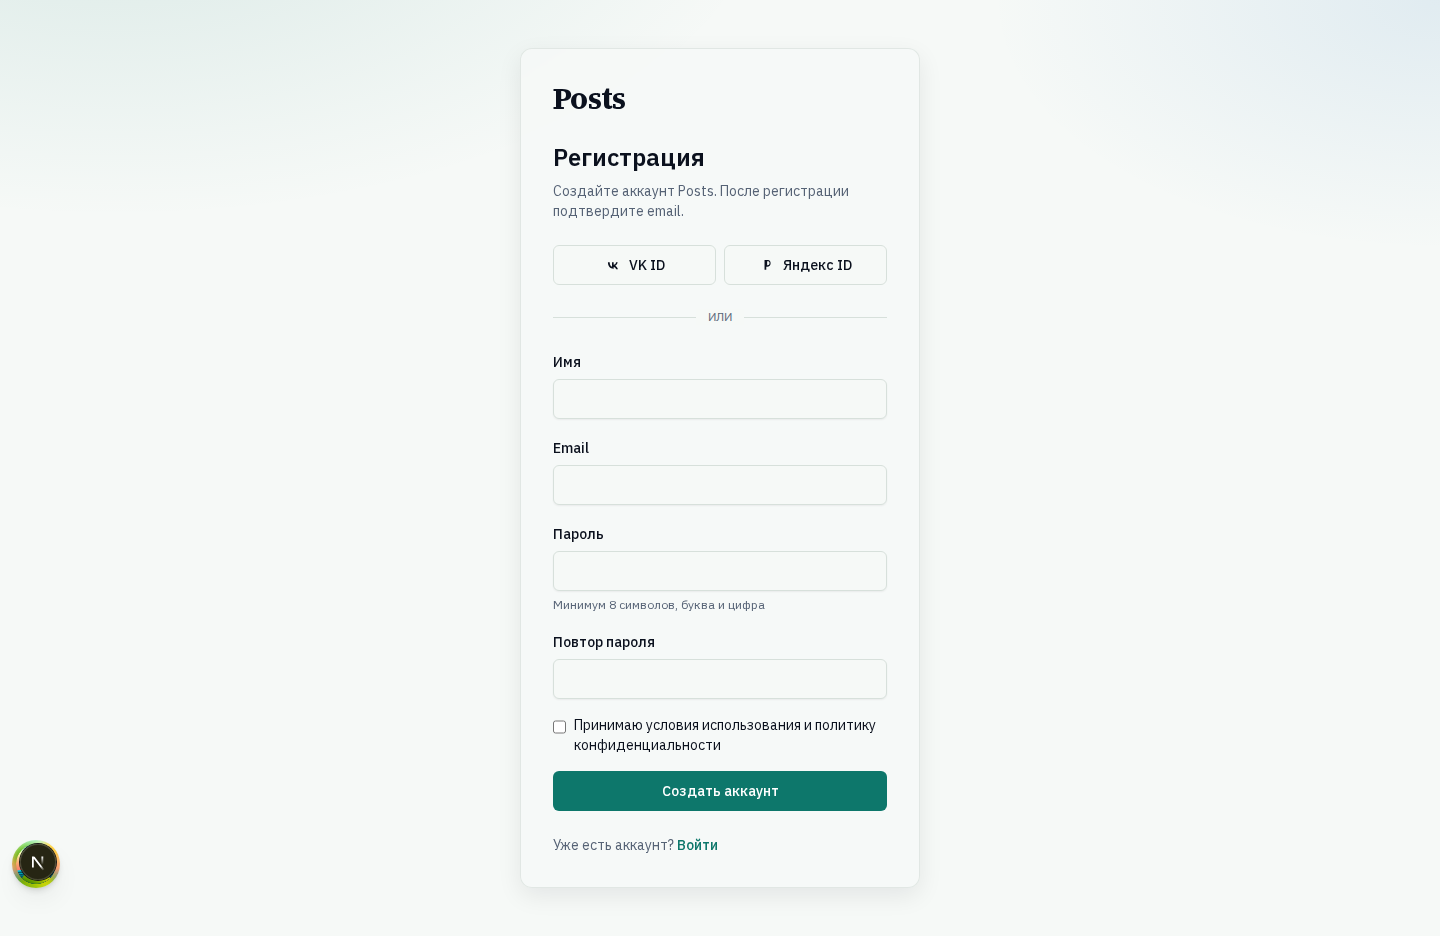 Posts
Регистрация
Создайте аккаунт Posts. После регистрации
подтвердите email.
VK ID
Яндекс ID
ИЛИ
Имя
Email
Пароль
Минимум 8 символов, буква и цифра
Повтор пароля
Принимаю условия использования и политику
конфиденциальности
Создать аккаунт
Уже есть аккаунт? Войти
N